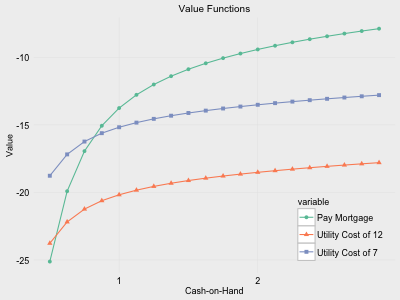 Value Functions
-10
-15
-20
-25
Value
1
2
Cash-on-Hand
variable
Pay Mortgage
Utility Cost of 12
Utility Cost of 7